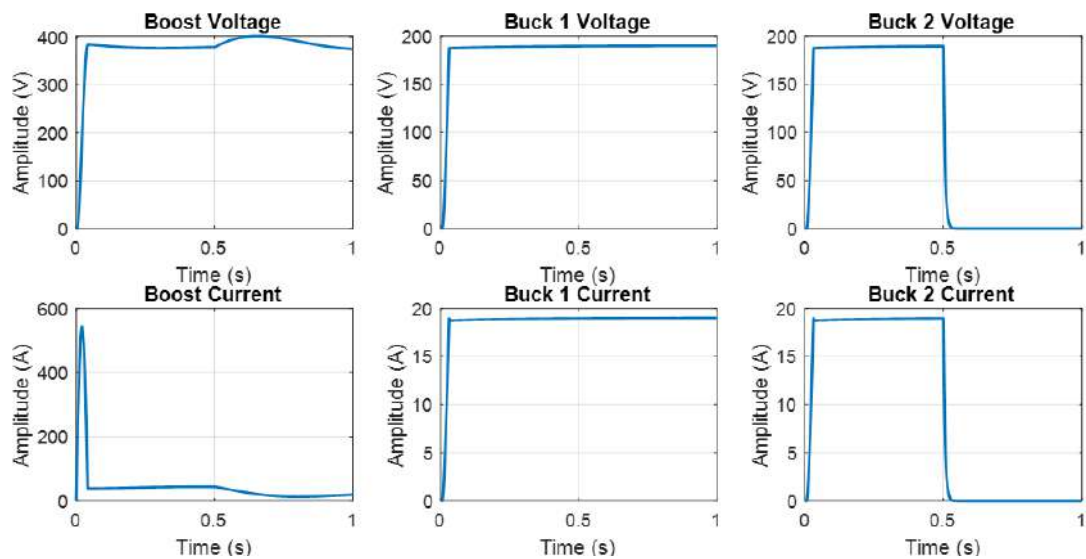 Boost Voltage
Amplitude (V)
400
300
200
100
0
0
0.5
1
Time (s)
Buck 1 Voltage
Amplitude (V)
200
150
100
50
0
0
0.5
1
Time (s)
Buck 2 Voltage
Amplitude (V)
200
150
100
50
0
0
0.5
1
Time (s)
Boost Current
Amplitude (A)
600
400
200
0
0
0.5
1
Time (s)
Buck 1 Current
Amplitude (A)
20
15
10
5
0
0
0.5
1
Time (s)
Buck 2 Current
Amplitude (A)
20
15
10
5
0
0
0.5
1
Time (s)